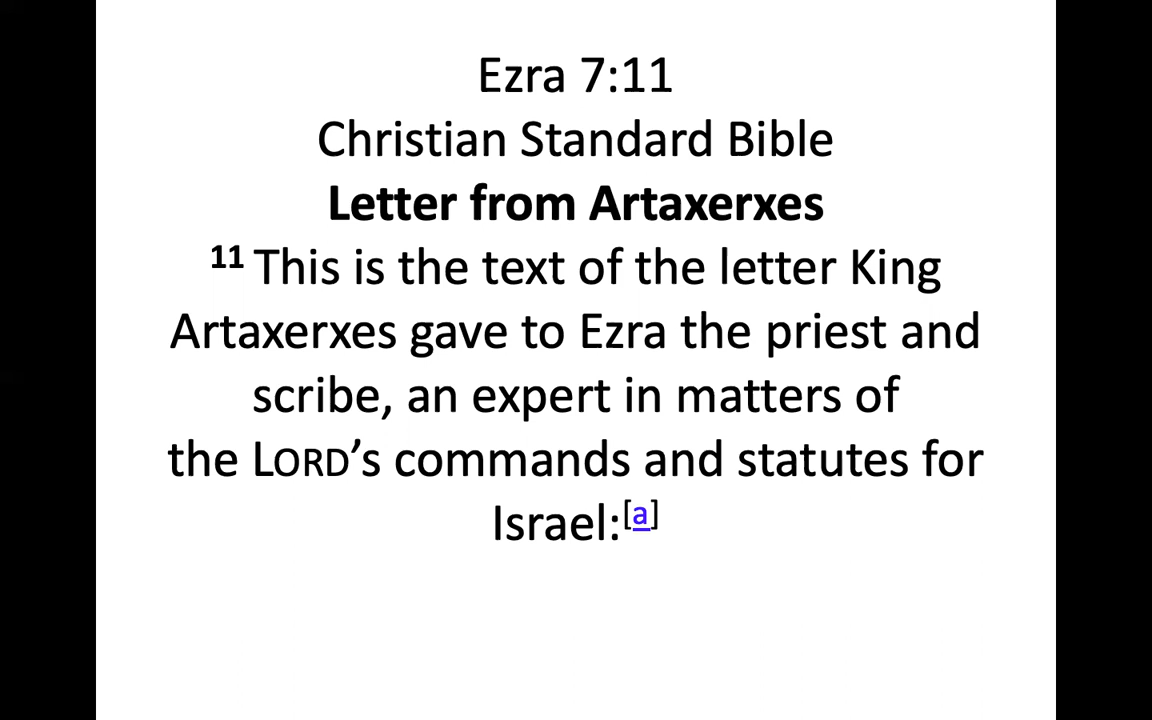 Ezra 7:11
Christian Standard Bible
Letter from Artaxerxes
11 This is the text of the letter King
Artaxerxes gave to Ezra the priest and
scribe, an expert in matters of
the LORD’s commands and statutes for
Israel:[a]